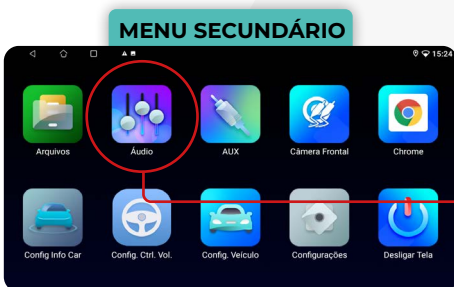 MENU SECUNDÁRIO
15:24
Arquivos
Áudio
AUX
Câmera Frontal
Chrome
Config Info Car
Config. Ctrl. Vol.
Config. Veículo
Configurações
Desligar Tela